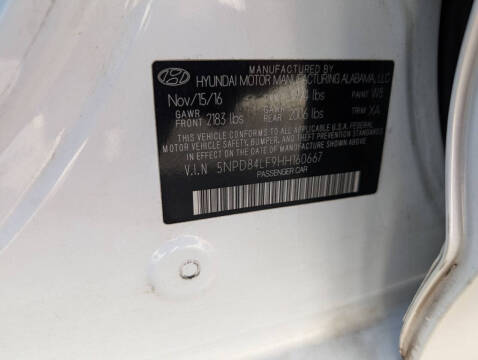 MANUFACTURED BY
HYUNDAI MOTOR MANUFACTURING ALABAMA, LLC
Nov/15/16 lbs PAINT W8
GAWR FRONT 2183 lbs GAWR REAR 2006 lbs TRIM XA
THIS VEHICLE CONFORMS TO ALL APPLICABLE U.S.A. FEDERAL
MOTOR VEHICLE SAFETY, BUMPER, AND THEFT PREVENTION STANDARDS
IN EFFECT ON THE DATE OF MANUFACTURE SHOWN ABOVE.
V.I.N 5NPD84LF9HH160667
PASSENGER CAR